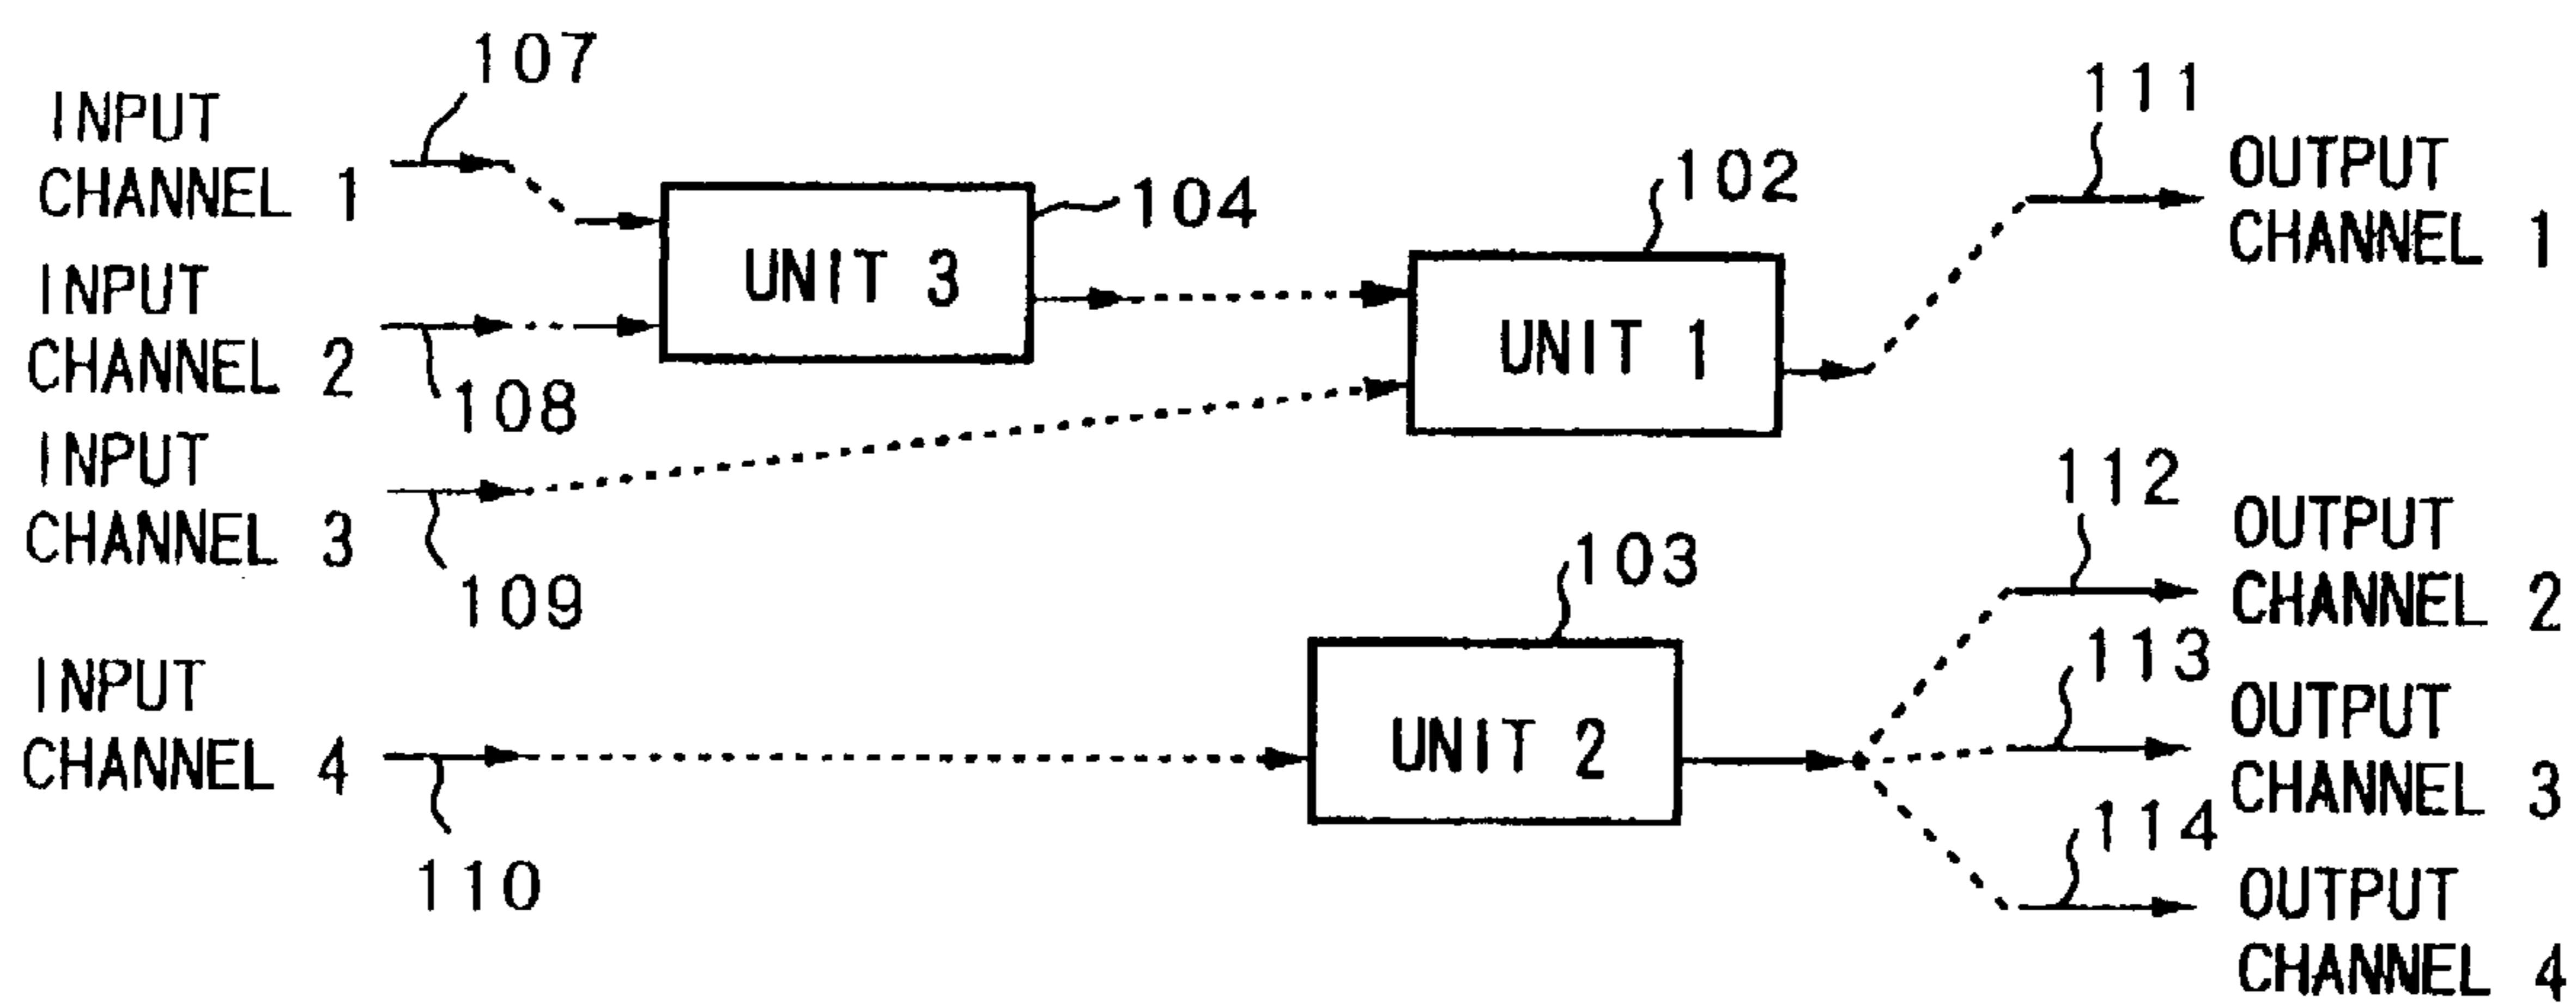 107
INPUT
CHANNEL 1
104
UNIT 3
INPUT
CHANNEL 2
108
102
UNIT 1
111
OUTPUT
CHANNEL 1
INPUT
CHANNEL 3
109
112
OUTPUT
CHANNEL 2
103
UNIT 2
INPUT
CHANNEL 4
110
113
OUTPUT
CHANNEL 3
114
OUTPUT
CHANNEL 4